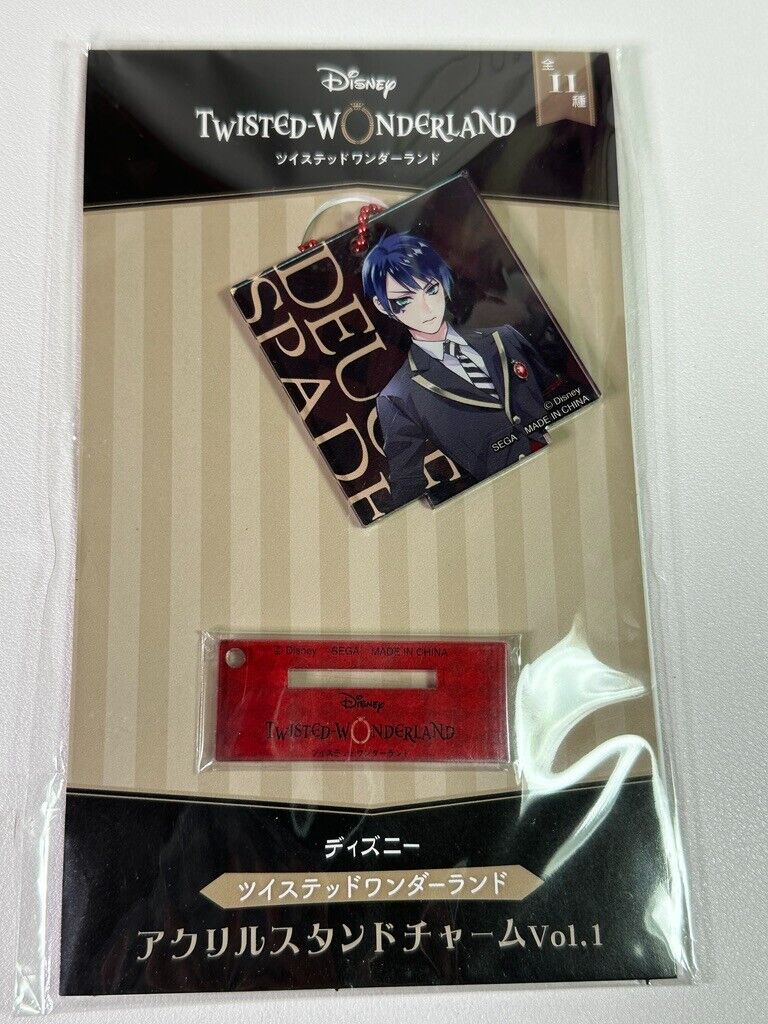 Disney
全11種
TWISTED-WONDERLAND
ツイステッドワンダーランド
DEUCE
SPADE
© Disney
SEGA MADE IN CHINA
© Disney SEGA MADE IN CHINA
Disney
TWISTED-WONDERLAND
ツイステッドワンダーランド
ディズニー
ツイステッドワンダーランド
アクリルスタンドチャームVol.1